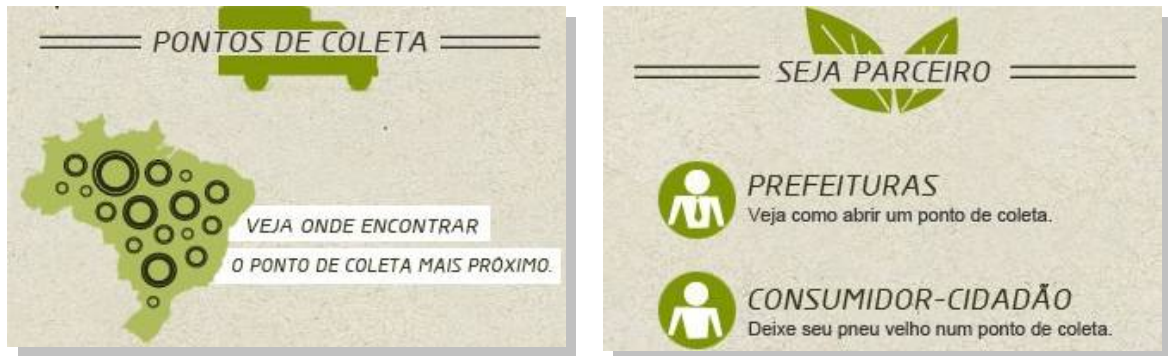 PONTOS DE COLETA
VEJA ONDE ENCONTRAR
O PONTO DE COLETA MAIS PRÓXIMO.
SEJA PARCEIRO
PREFEITURAS
Veja como abrir um ponto de coleta.
CONSUMIDOR-CIDADÃO
Deixe seu pneu velho num ponto de coleta.